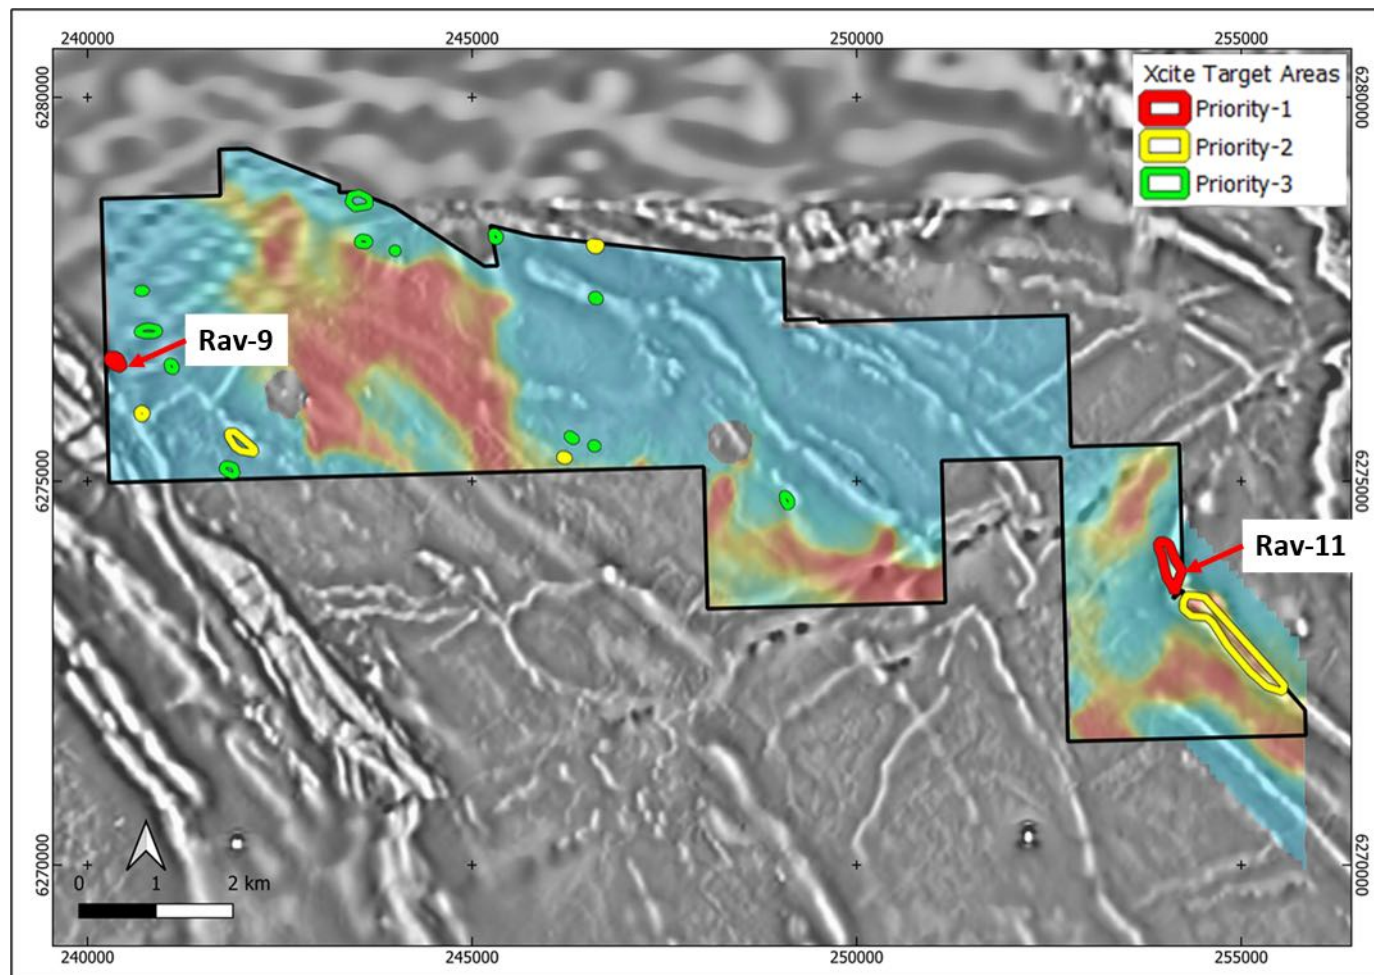 240000 245000 250000 255000
6280000 6280000
Xcite Target Areas
Priority-1
Priority-2
Priority-3
Rav-9
6275000 6275000
Rav-11
6270000 6270000
0 1 2 km
240000 245000 250000 255000